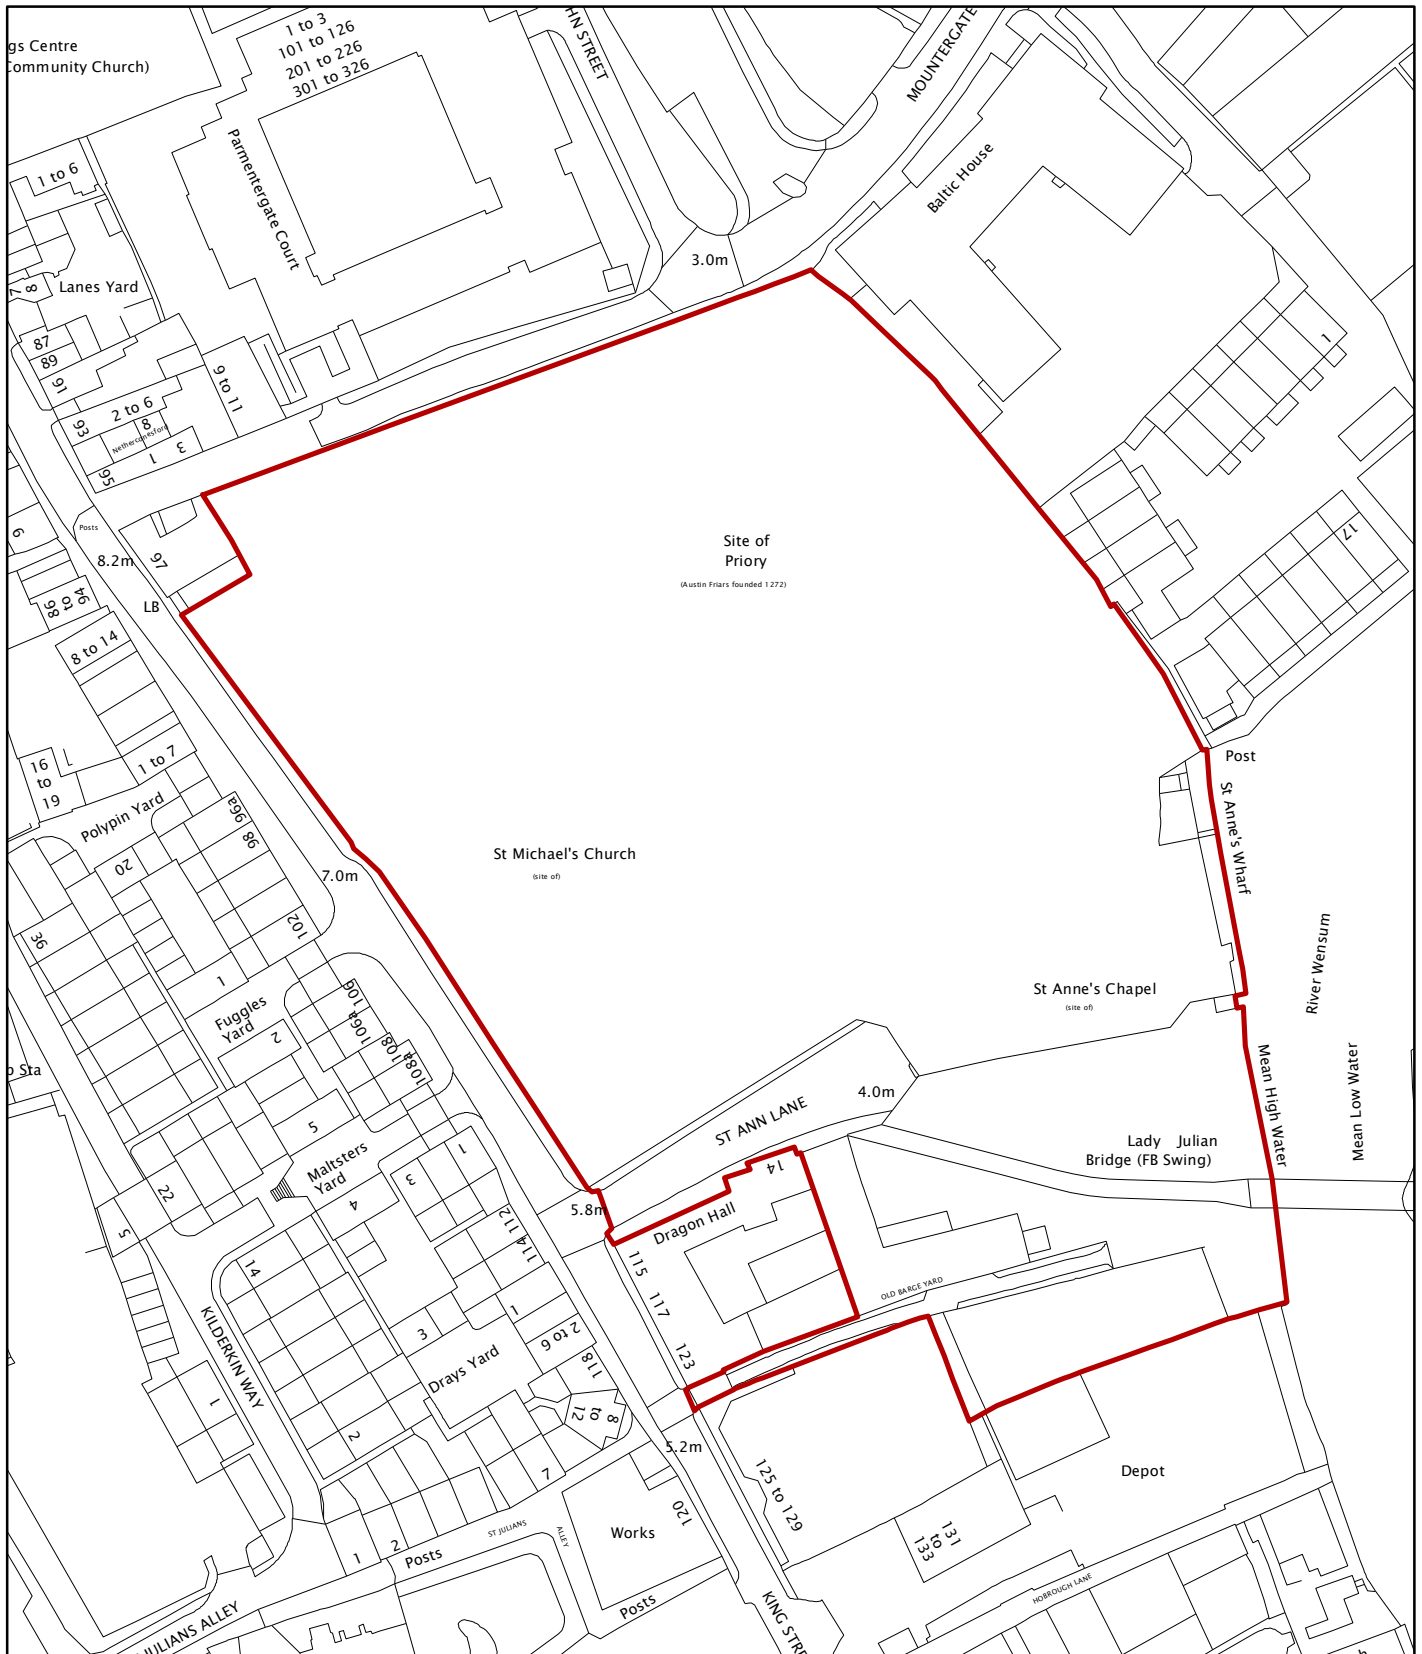 gs Centre
Community Church)
1 to 3
101 to 126
201 to 226
301 to 326
HN STREET
MOUNTERGATE
Parmentergate Court
Baltic House
1 to 6
3.0m
7
8
Lanes Yard
87
89
91
93
2 to 6
8
9 to 11
Netherconesford
95
1
3
1
17
Posts
9
97
8.2m
LB
94
to
86
8 to 14
Site of
Priory
(Austin Friars founded 1272)
16
to
19
1 to 7
Polypin Yard
96a
98
20
102
36
7.0m
St Michael's Church
(site of)
Post
St Anne's Wharf
River Wensum
St Anne's Chapel
(site of)
1
Fuggles
Yard
2
106
106a
108
108a
Mean High Water
Mean Low Water
o Sta
5
4.0m
ST ANN LANE
Lady Julian
Bridge (FB Swing)
Maltsters
Yard
1
3
4
22
5
14
5.8m
Dragon Hall
112
114
115
117
123
14
OLD BARGE YARD
KILDERKIN WAY
1
3
2 to 6
118
Drays Yard
8
to
12
1
2
7
5.2m
120
125 to 129
Depot
131
to
133
Works
ST JULIANS
ALLEY
1
2
Posts
Posts
JULIANS ALLEY
KING STRE
HOBROUGH LANE